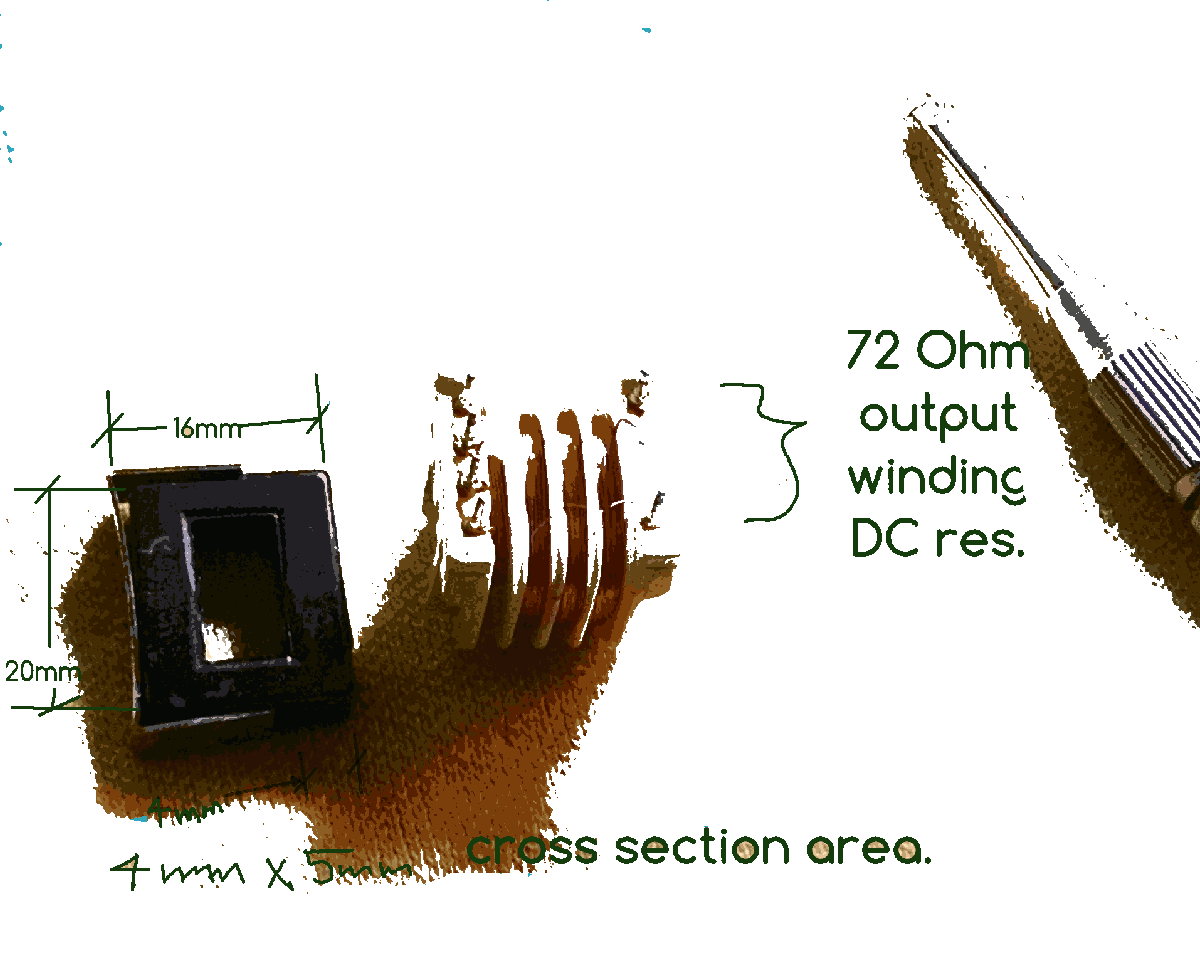 16mm
20mm
72 Ohm
output
winding
DC res.
4mm
4mm x 5mm cross section area.